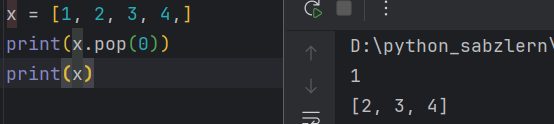 x = [1, 2, 3, 4,]
print(x.pop(0))
print(x)
D:\python_sabzlern\
1
[2, 3, 4]